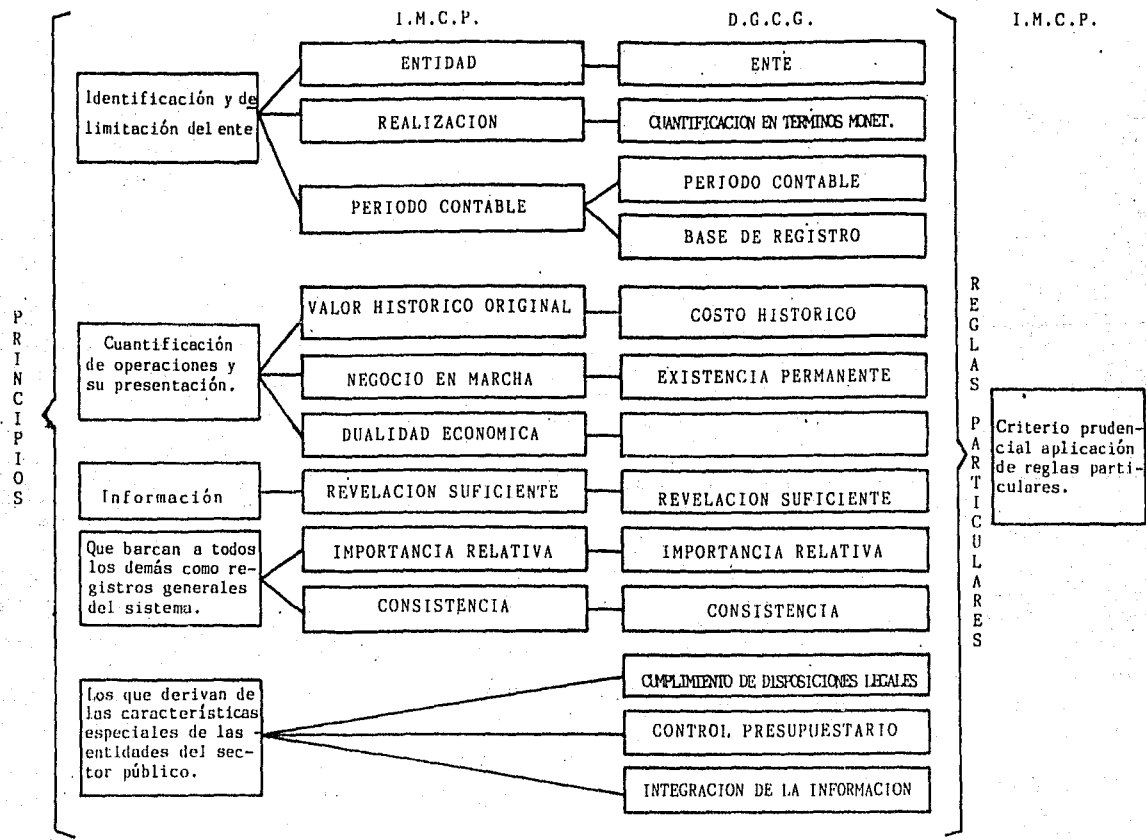 I.M.C.P.
D.G.C.G.
I.M.C.P.
PRINCIPIOS
Identificación y de
limitación del ente
ENTIDAD
ENTE
REALIZACION
CUANTIFICACION EN TERMINOS MONET.
PERIODO CONTABLE
PERIODO CONTABLE
BASE DE REGISTRO
Cuantificación
de operaciones y
su presentación.
VALOR HISTORICO ORIGINAL
COSTO HISTORICO
NEGOCIO EN MARCHA
EXISTENCIA PERMANENTE
DUALIDAD ECONOMICA
Información
REVELACION SUFICIENTE
REVELACION SUFICIENTE
Que barcan a todos
los demás como re-
gistros generales
del sistema.
IMPORTANCIA RELATIVA
IMPORTANCIA RELATIVA
CONSISTENCIA
CONSISTENCIA
Los que derivan de
las características
especiales de las
entidades del sec-
tor público.
CUMPLIMIENTO DE DISPOSICIONES LEGALES
CONTROL PRESUPUESTARIO
INTEGRACION DE LA INFORMACION
REGLAS PARTICULARES
Criterio pruden-
cial aplicación
de reglas parti-
culares.